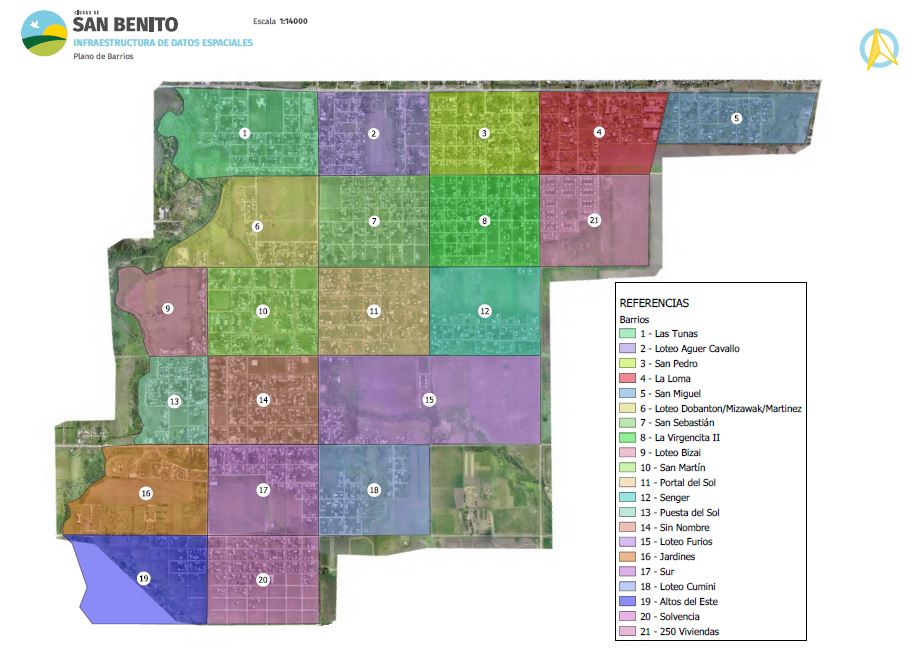 CIUDAD DE
SAN BENITO
INFRAESTRUCTURA DE DATOS ESPACIALES
Plano de Barrios
Escala 1:14000
1
2
3
4
5
6
7
8
21
9
10
11
12
13
14
15
16
17
18
19
20
REFERENCIAS
Barrios
1 - Las Tunas
2 - Loteo Aguer Cavallo
3 - San Pedro
4 - La Loma
5 - San Miguel
6 - Loteo Dobanton/Mizawak/Martinez
7 - San Sebastián
8 - La Virgencita II
9 - Loteo Bizai
10 - San Martín
11 - Portal del Sol
12 - Senger
13 - Puesta del Sol
14 - Sin Nombre
15 - Loteo Furios
16 - Jardines
17 - Sur
18 - Loteo Cumini
19 - Altos del Este
20 - Solvencia
21 - 250 Viviendas